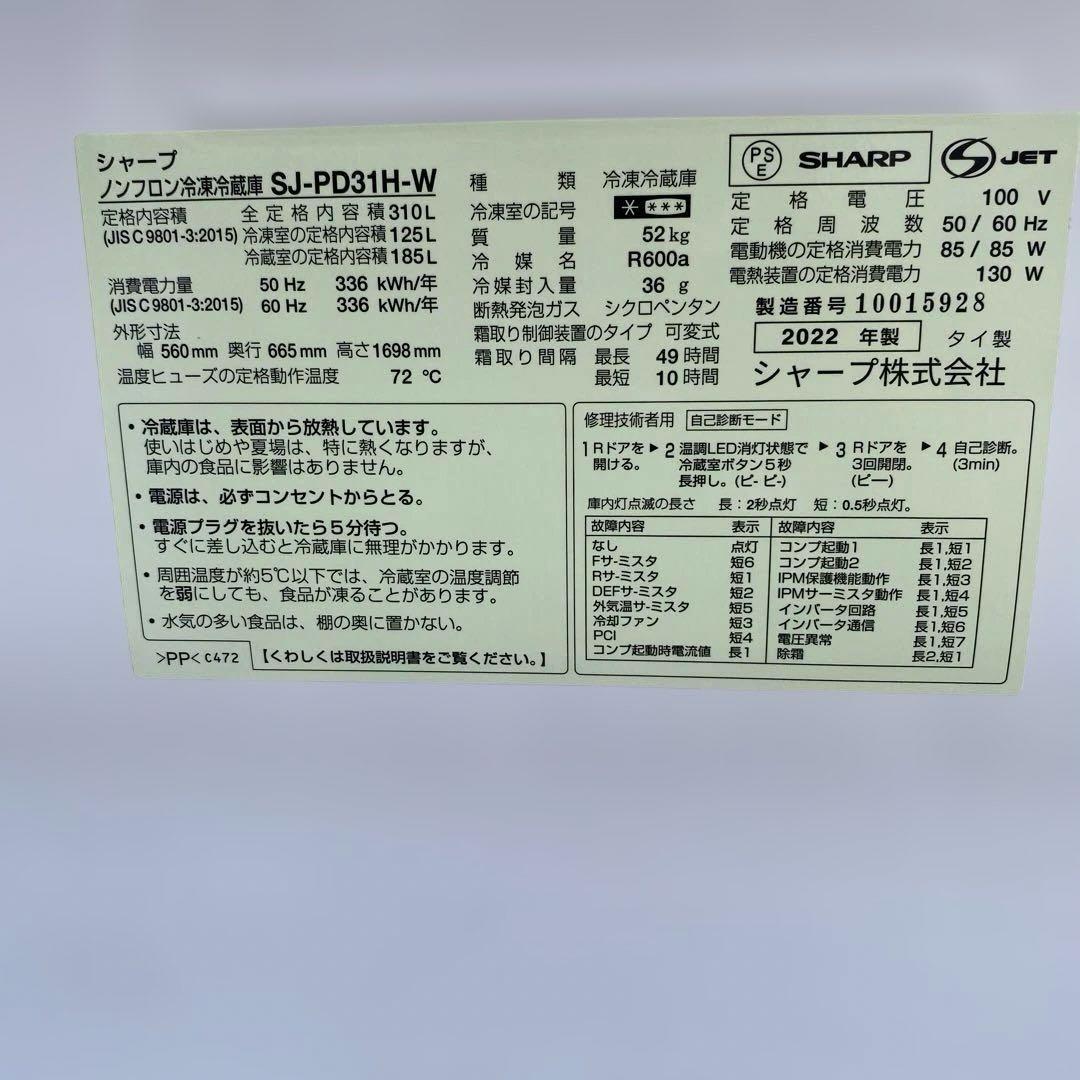 シャープ
ノンフロン冷凍冷蔵庫 SJ-PD31H-W
定格内容積 全定格内容積 310L
(JIS C 9801-3:2015) 冷凍室の定格内容積 125L
冷蔵室の定格内容積 185L
消費電力量 50 Hz 336 kWh/年
(JIS C 9801-3:2015) 60 Hz 336 kWh/年
外形寸法
幅 560mm 奥行 665mm 高さ 1698mm
温度ヒューズの定格動作温度 72 ℃
種類 冷凍冷蔵庫
冷凍室の記号 * ***
質量 52kg
冷媒名 R600a
冷媒封入量 36 g
断熱発泡ガス シクロペンタン
霜取り制御装置のタイプ 可変式
霜取り間隔 最長 49時間
最短 10時間
PS E SHARP JET
定格電圧 100 V
定格周波数 50 / 60 Hz
電動機の定格消費電力 85 / 85 W
電熱装置の定格消費電力 130 W
製造番号 10015928
2022 年製 タイ製
シャープ株式会社
・冷蔵庫は、表面から放熱しています。
使いはじめや夏場は、特に熱くなりますが、
庫内の食品に影響はありません。
・電源は、必ずコンセントからとる。
・電源プラグを抜いたら5分待つ。
すぐに差し込むと冷蔵庫に無理がかかります。
・周囲温度が約5℃以下では、冷蔵室の温度調節
を弱にしても、食品が凍ることがあります。
・水気の多い食品は、棚の奥に置かない。
>PP< C472 【くわしくは取扱説明書をご覧ください。】
修理技術者用 自己診断モード
1 Rドアを開ける。 ▶ 2 温調LED消灯状態で冷蔵室ボタン5秒長押し。(ピ- ピ-) ▶ 3 Rドアを3回開閉。(ピー) ▶ 4 自己診断。(3min)
庫内灯点滅の長さ 長:2秒点灯 短:0.5秒点灯。
故障内容 表示 故障内容 表示
なし 点灯 コンプ起動1 長1,短1
Fサ-ミスタ 短6 コンプ起動2 長1,短2
Rサ-ミスタ 短1 IPM保護機能動作 長1,短3
DEFサ-ミスタ 短2 IPMサーミスタ動作 長1,短4
外気温サ-ミスタ 短5 インバータ回路 長1,短5
冷却ファン 短3 インバータ通信 長1,短6
PCI 短4 電圧異常 長1,短7
コンプ起動時電流値 長1 除霜 長2,短1